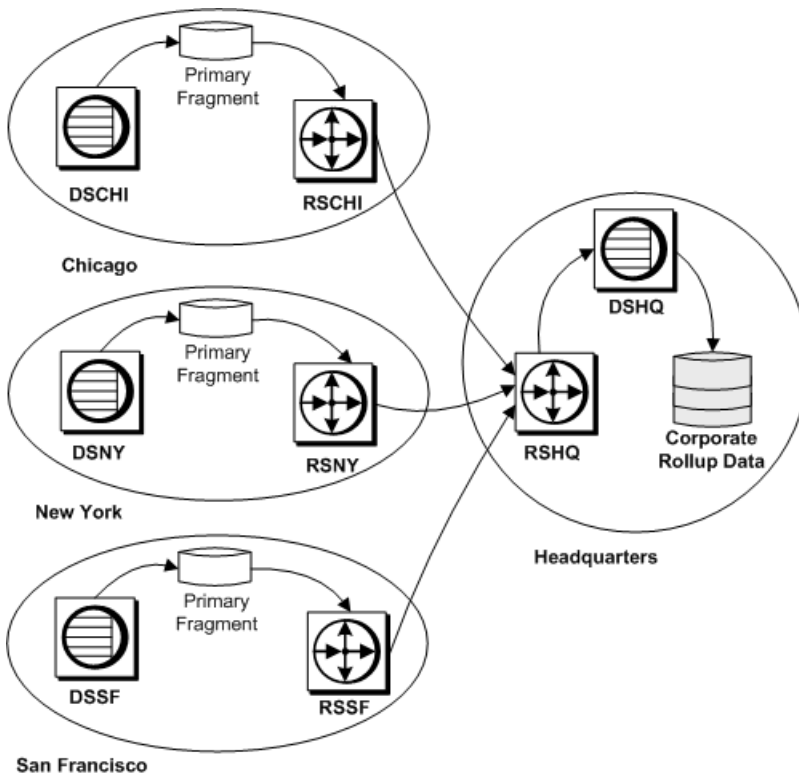 Primary
Fragment
DSCHI
RSCHI
Chicago
Primary
Fragment
DSNY
RSNY
New York
Primary
Fragment
DSSF
RSSF
San Francisco
DSHQ
RSHQ
Corporate
Rollup Data
Headquarters